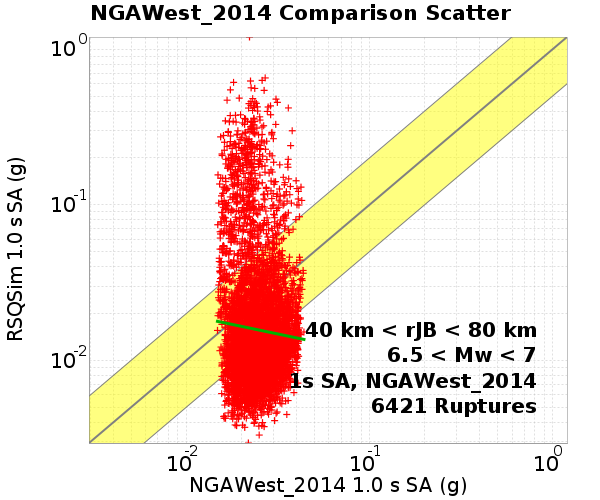 NGAWest_2014 Comparison Scatter
10^0
10^-1
10^-2
RSQSim 1.0 s SA (g)
40 km < rJB < 80 km
6.5 < Mw < 7
1s SA, NGAWest_2014
6421 Ruptures
10^-2 10^-1 10^0
NGAWest_2014 1.0 s SA (g)